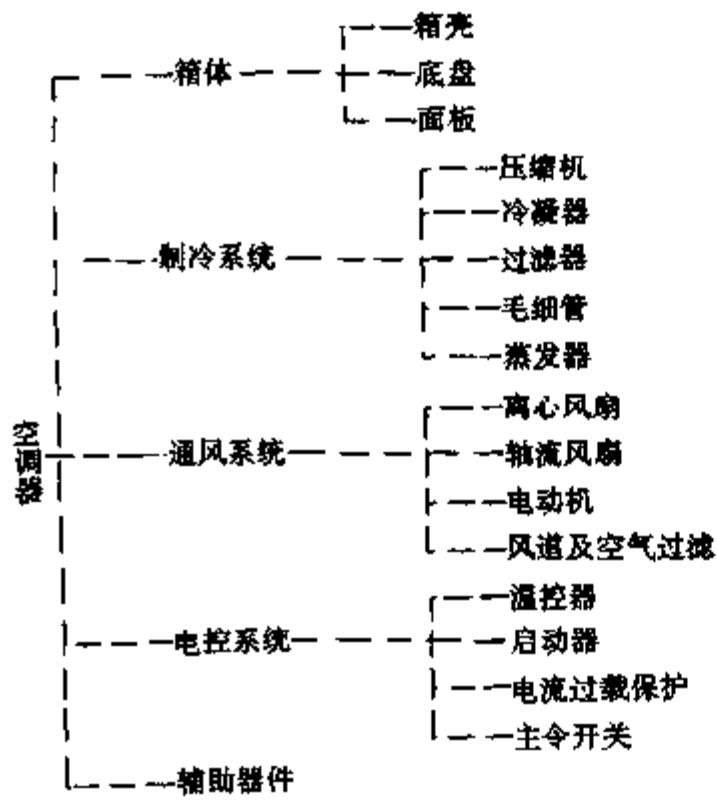 空调器
箱体
箱壳
底盘
面板
制冷系统
压缩机
冷凝器
过滤器
毛细管
蒸发器
通风系统
离心风扇
轴流风扇
电动机
风道及空气过滤
电控系统
温控器
启动器
电流过载保护
主令开关
辅助器件